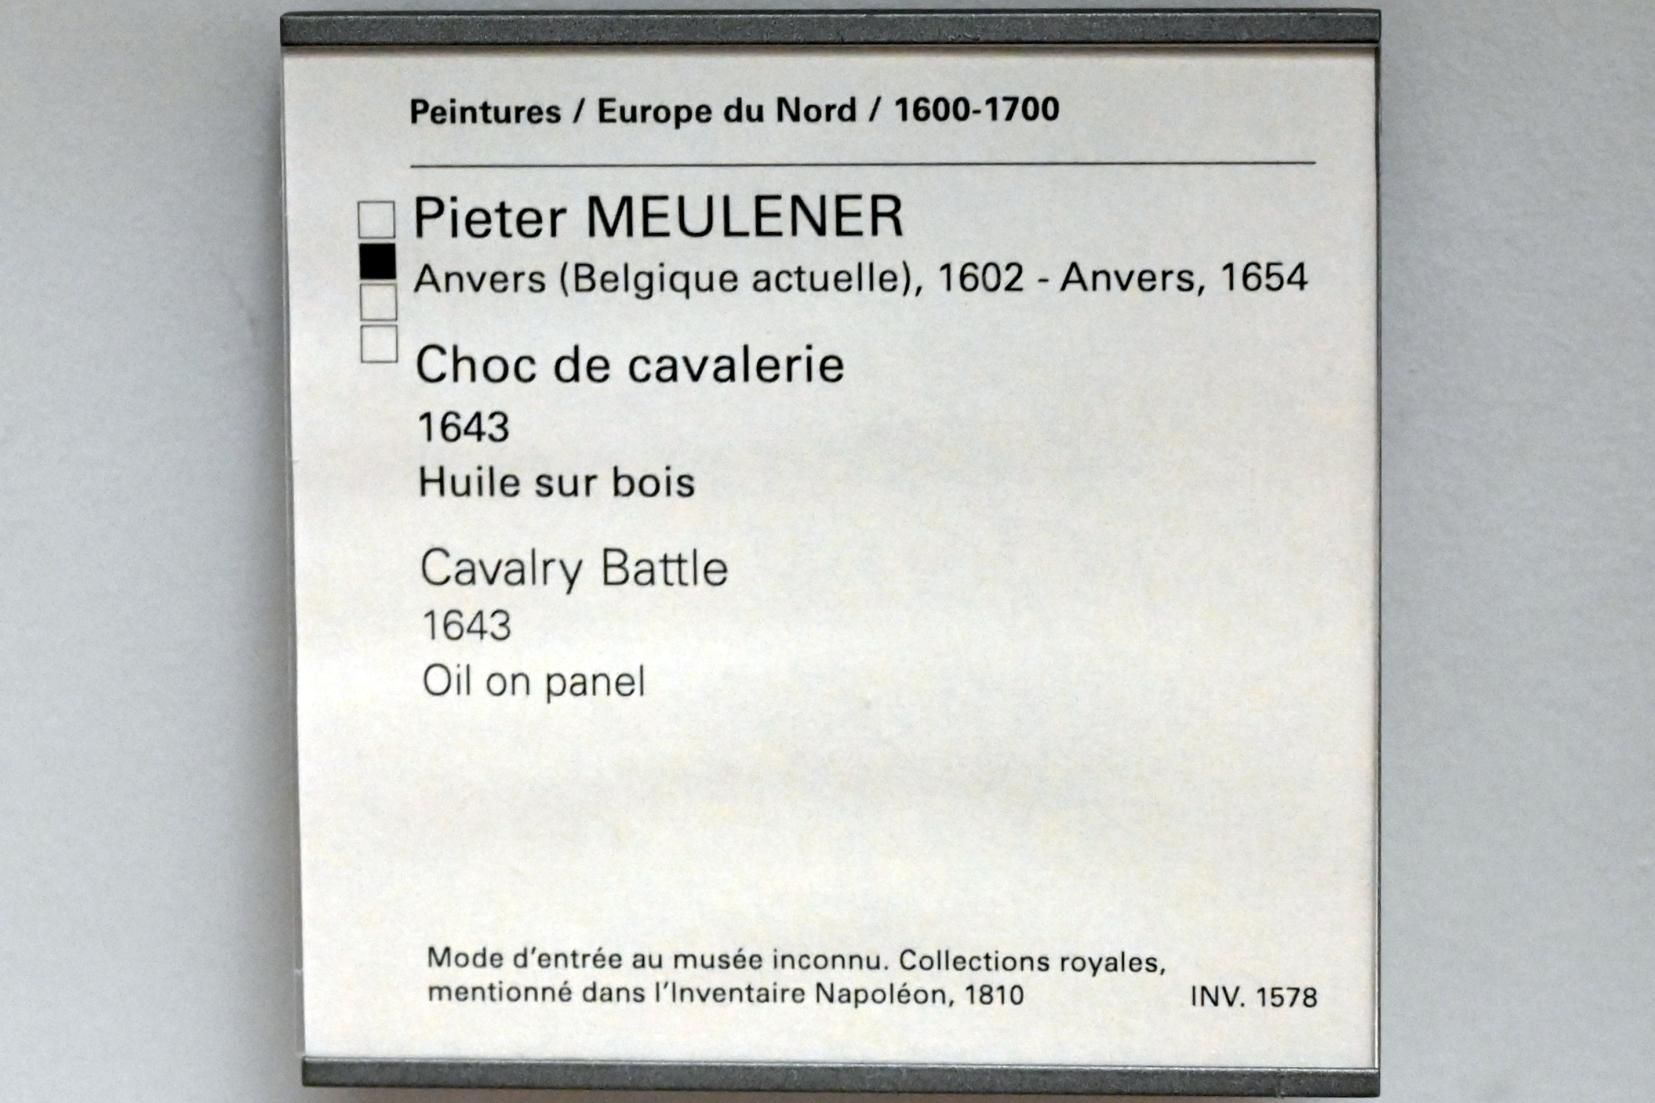 Peintures / Europe du Nord / 1600-1700
Pieter MEULENER
Anvers (Belgique actuelle), 1602 - Anvers, 1654
Choc de cavalerie
1643
Huile sur bois
Cavalry Battle
1643
Oil on panel
Mode d'entrée au musée inconnu. Collections royales,
mentionné dans l'Inventaire Napoléon, 1810
INV. 1578